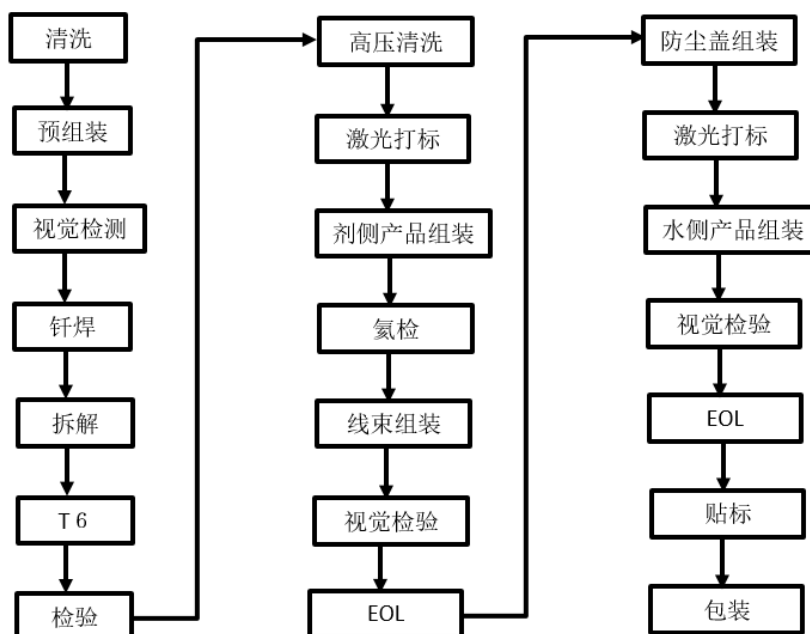 清洗
预组装
视觉检测
钎焊
拆解
T 6
检验
高压清洗
激光打标
剂侧产品组装
氦检
线束组装
视觉检验
EOL
防尘盖组装
激光打标
水侧产品组装
视觉检验
EOL
贴标
包装